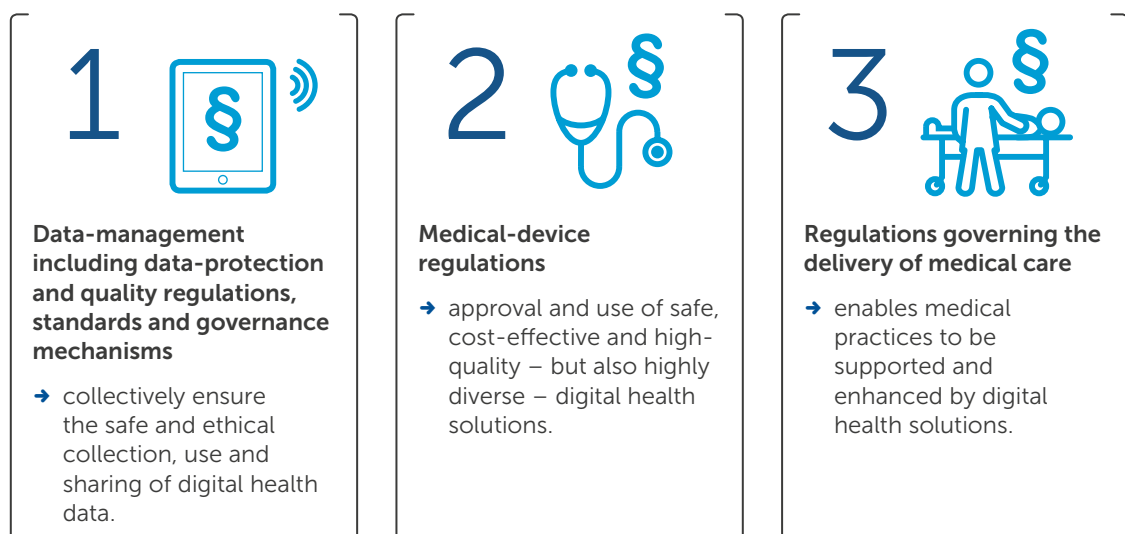 1
§
Data-management
including data-protection
and quality regulations,
standards and governance
mechanisms
→ collectively ensure
the safe and ethical
collection, use and
sharing of digital health
data.
2
§
Medical-device
regulations
→ approval and use of safe,
cost-effective and high-
quality – but also highly
diverse – digital health
solutions.
3
§
Regulations governing the
delivery of medical care
→ enables medical
practices to be
supported and
enhanced by digital
health solutions.